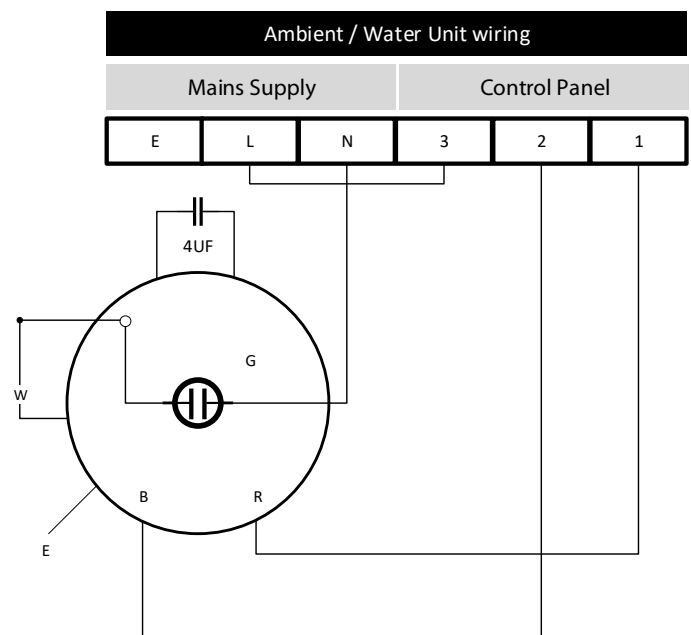 Ambient / Water Unit wiring
Mains Supply Control Panel
E L N 3 2 1
4UF
G
W
B R
E